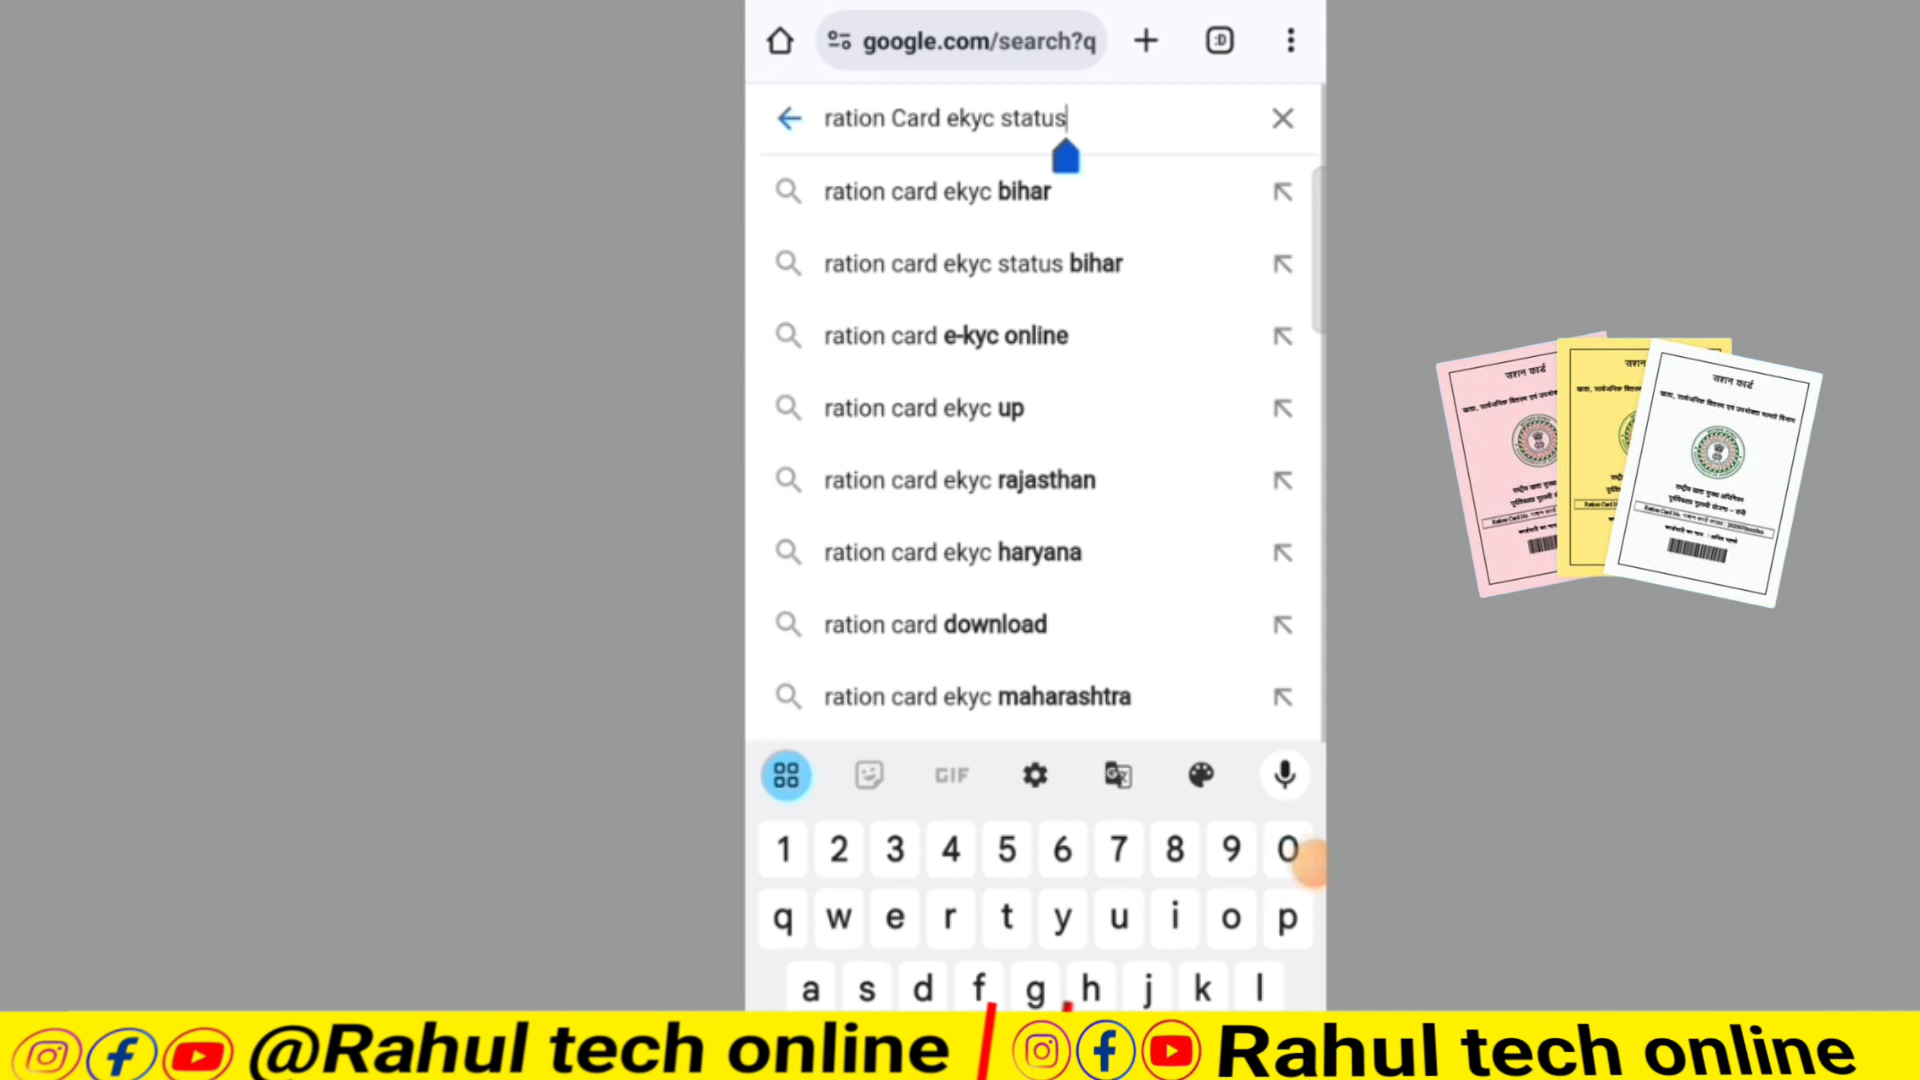 google.com/search?q
ration Card ekyc status
ration card ekyc bihar
ration card ekyc status bihar
ration card e-kyc online
ration card ekyc up
ration card ekyc rajasthan
ration card ekyc haryana
ration card download
ration card ekyc maharashtra
GIF
1 2 3 4 5 6 7 8 9 0
q w e r t y u i o p
a s d f g h j k l
राशन कार्ड
राशन कार्ड
@Rahul tech online
Rahul tech online